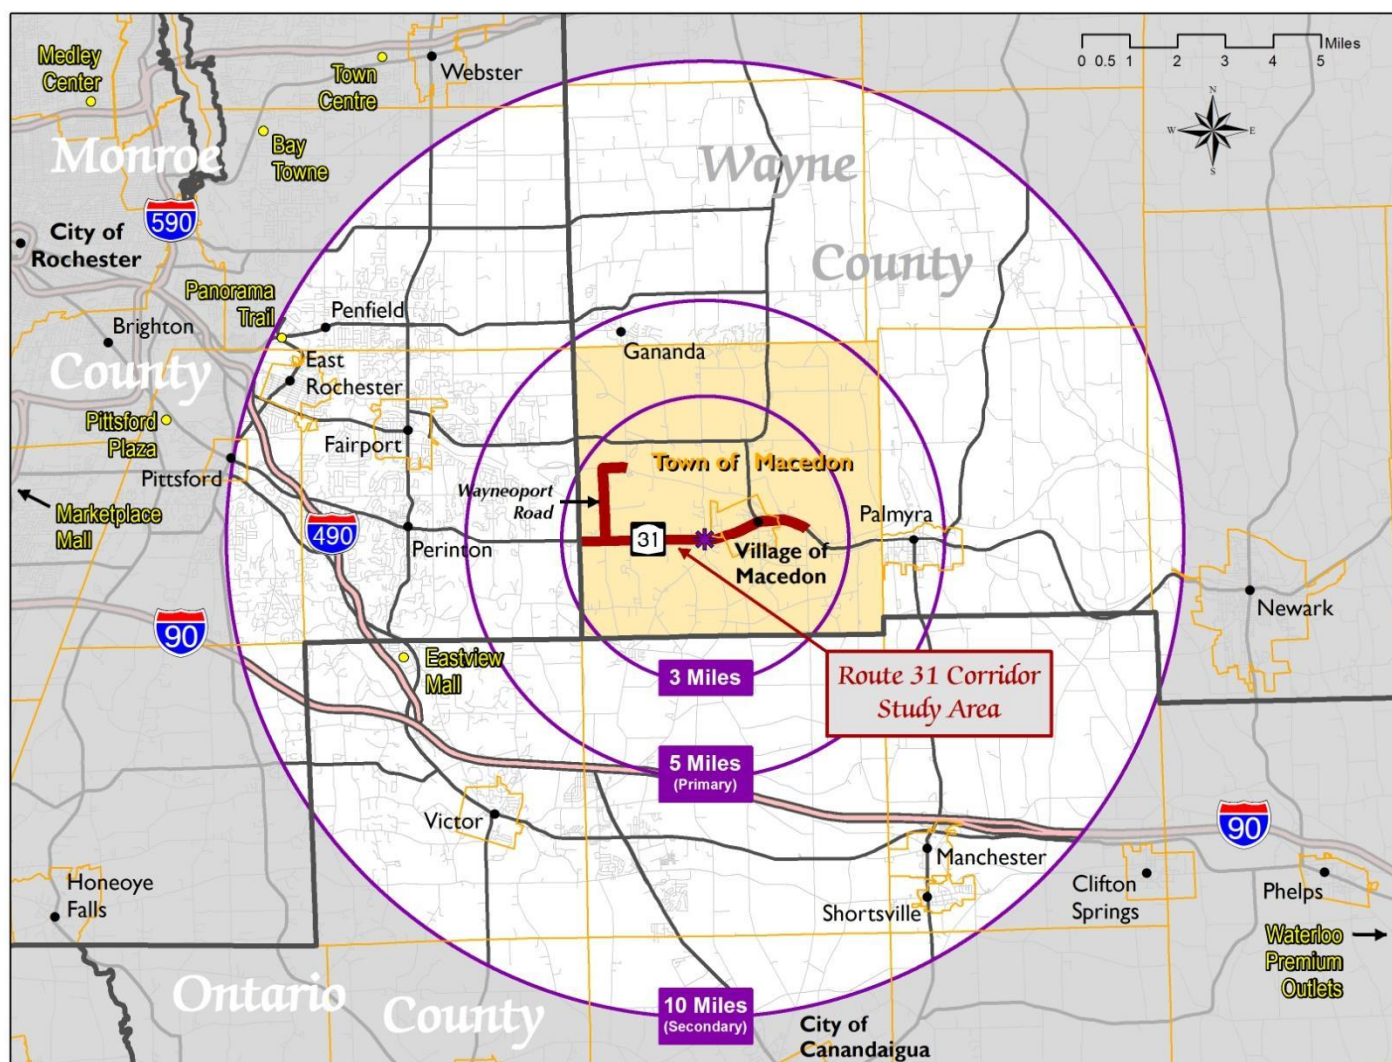 Medley
Center
Town
Centre
Webster
Miles
0 0.5 1 2 3 4 5
N
W E
S
Bay
Towne
Monroe
Wayne
590
City of
Rochester
County
Panorama
Trail
Penfield
Brighton
Gananda
East
Rochester
County
Pittsford
Plaza
Fairport
Pittsford
Town of Macedon
Wayneoport
Road
Marketplace
Mall
490
Perinton
31
Palmyra
Village of
Macedon
Newark
90
Eastview
Mall
3 Miles
Route 31 Corridor
Study Area
5 Miles
(Primary)
Victor
90
Manchester
Honeoye
Falls
Shortsville
Clifton
Springs
Phelps
Waterloo
Premium
Outlets
Ontario
County
10 Miles
(Secondary)
City of
Canandaigua